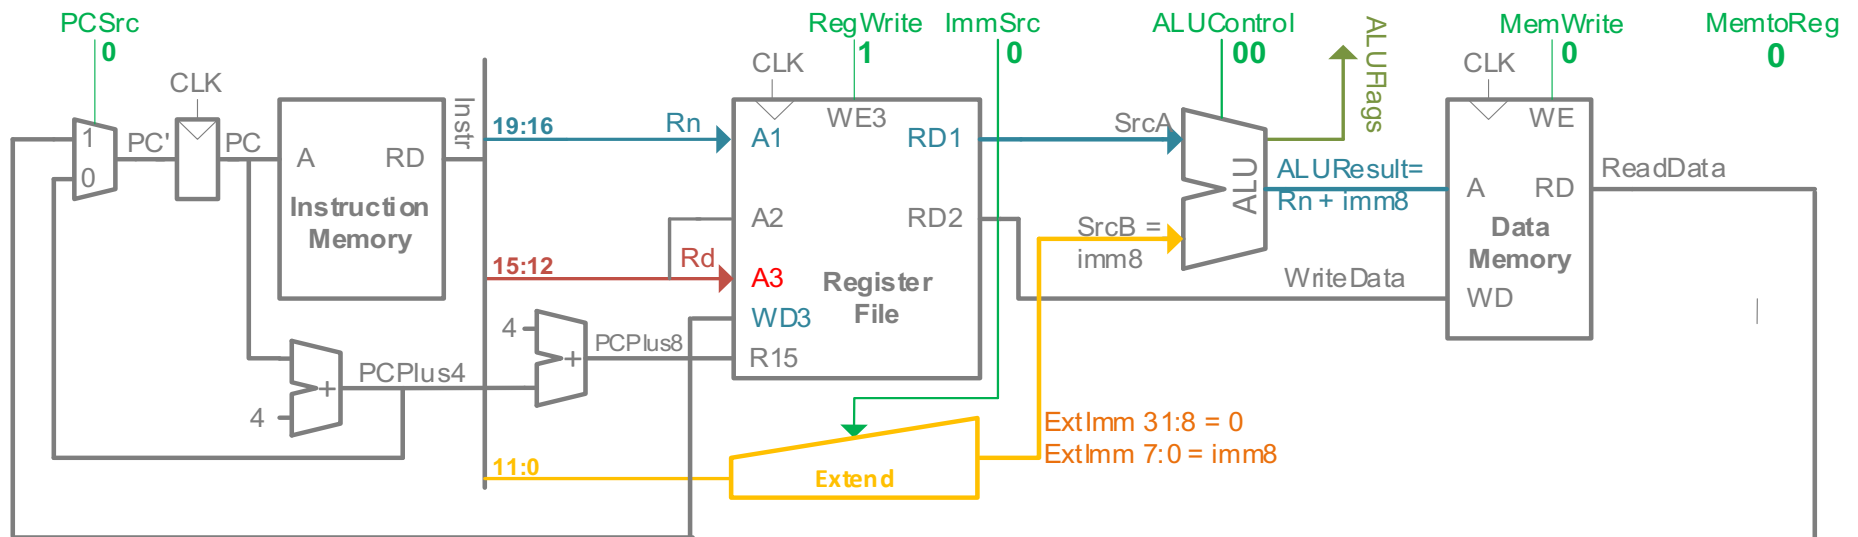 PCSrc
0
RegWrite
1
ImmSrc
0
ALUControl
00
ALUFlags
MemWrite
0
MemtoReg
0
CLK
CLK
CLK
1
0
PC'
PC
A
RD
Instruction
Memory
Instr
19:16
Rn
A1
WE3
RD1
SrcA
ALU
ALUResult=
Rn + imm8
WE
A
RD
ReadData
Data
Memory
WD
A2
RD2
SrcB =
imm8
WriteData
15:12
Rd
A3
Register
File
WD3
R15
4
+
PCPlus8
PCPlus4
+
4
11:0
Extend
ExtImm 31:8 = 0
ExtImm 7:0 = imm8